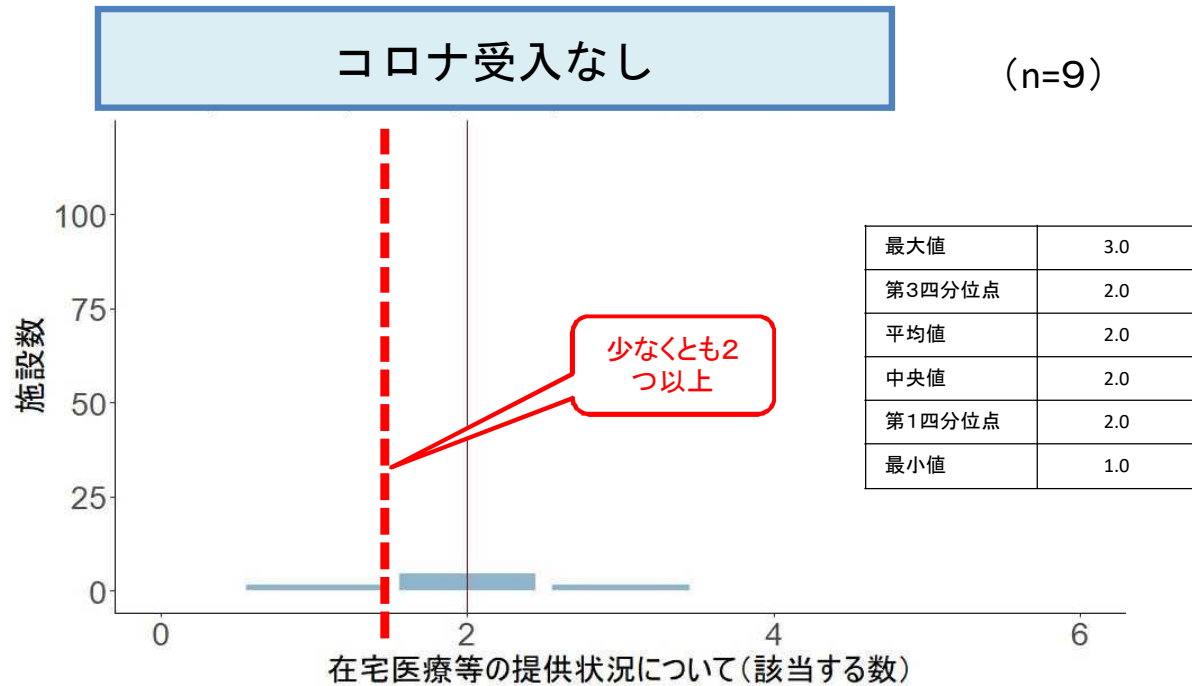 コロナ受入なし
（n=9）
施設数
100
75
50
25
0
0
2
4
6
在宅医療等の提供状況について（該当する数）
少なくとも2
つ以上
最大値 3.0
第3四分位点 2.0
平均値 2.0
中央値 2.0
第1四分位点 2.0
最小値 1.0